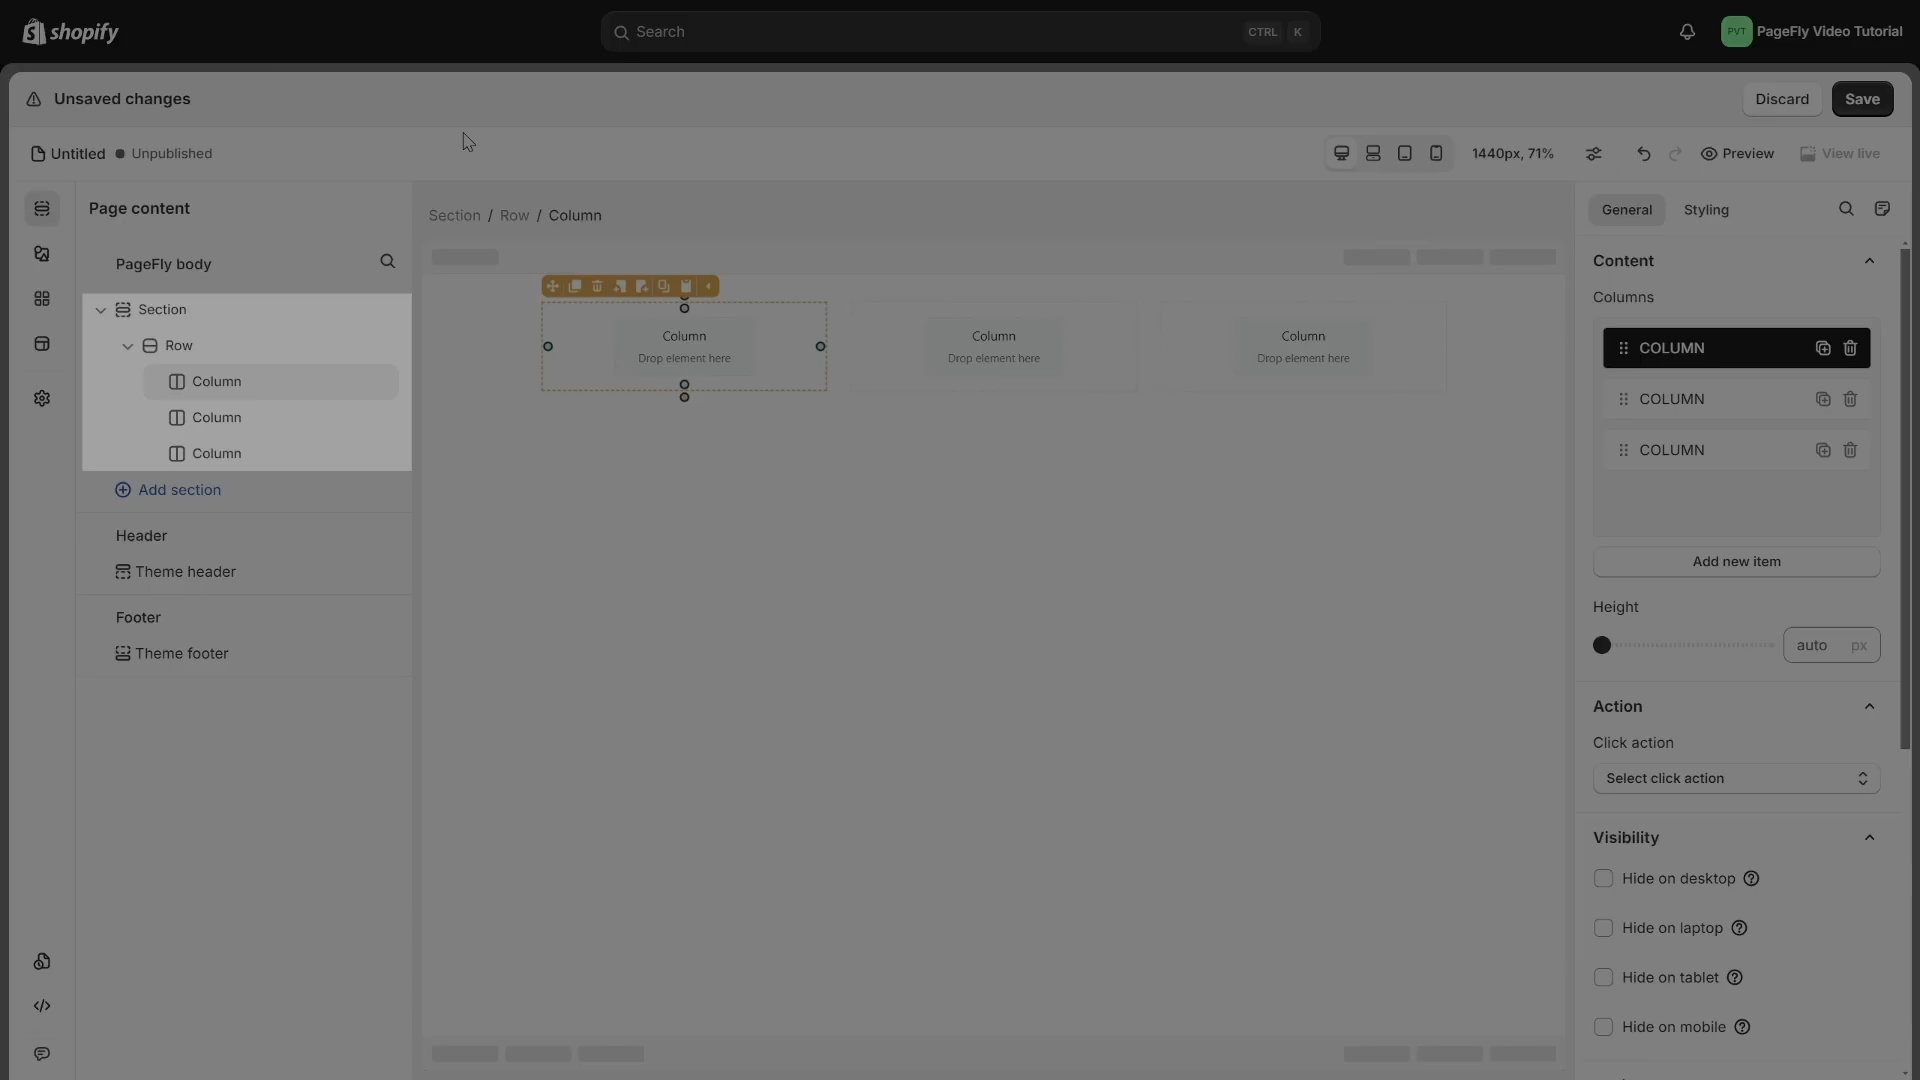 shopify
Search
CTRL K
PVT
PageFly Video Tutorial
Unsaved changes
Discard
Save
Untitled
Unpublished
1440px, 71%
Preview
View live
Page content
PageFly body
Section
Row
Column
Column
Column
Add section
Header
Theme header
Footer
Theme footer
Section / Row / Column
Column
Drop element here
Column
Drop element here
Column
Drop element here
General
Styling
Content
Columns
COLUMN
COLUMN
COLUMN
Add new item
Height
auto px
Action
Click action
Select click action
Visibility
Hide on desktop
Hide on laptop
Hide on tablet
Hide on mobile